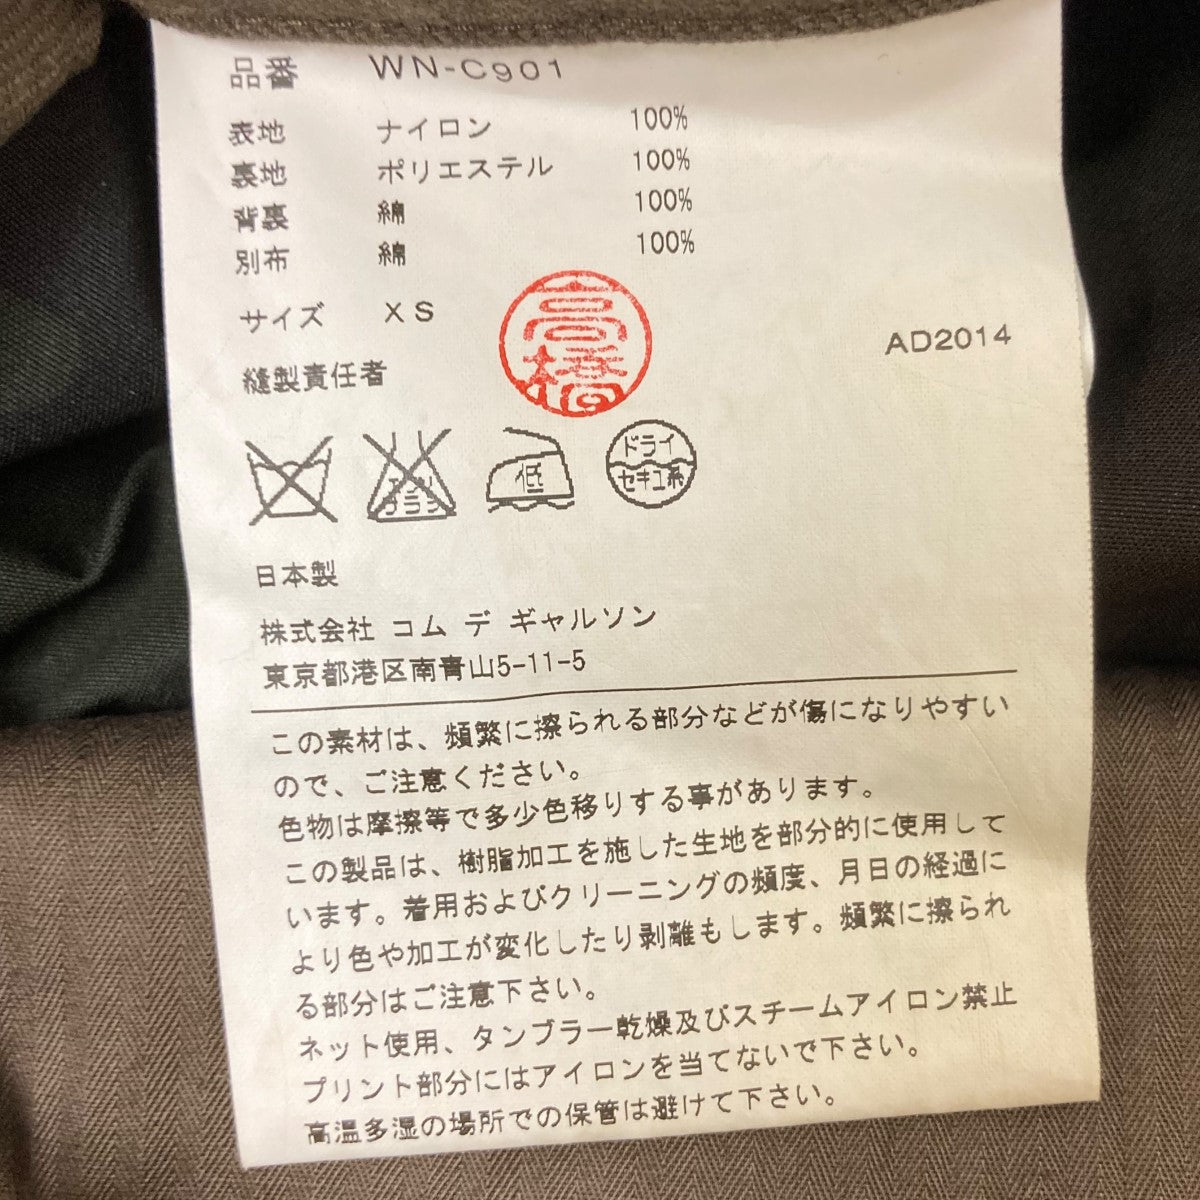 品番 WN-C901
表地 ナイロン 100%
裏地 ポリエステル 100%
背裏 綿 100%
別布 綿 100%
サイズ XS
高橋
AD2014
縫製責任者
エンソ
サラシ
低
ドライ
セキユ系
日本製
株式会社 コム デ ギャルソン
東京都港区南青山5-11-5
この素材は、頻繁に擦られる部分などが傷になりやすい
ので、ご注意ください。
色物は摩擦等で多少色移りする事があります。
この製品は、樹脂加工を施した生地を部分的に使用して
います。着用およびクリーニングの頻度、月日の経過に
より色や加工が変化したり剥離もします。頻繁に擦られ
る部分はご注意下さい。
ネット使用、タンブラー乾燥及びスチームアイロン禁止
プリント部分にはアイロンを当てないで下さい。
高温多湿の場所での保管は避けて下さい。